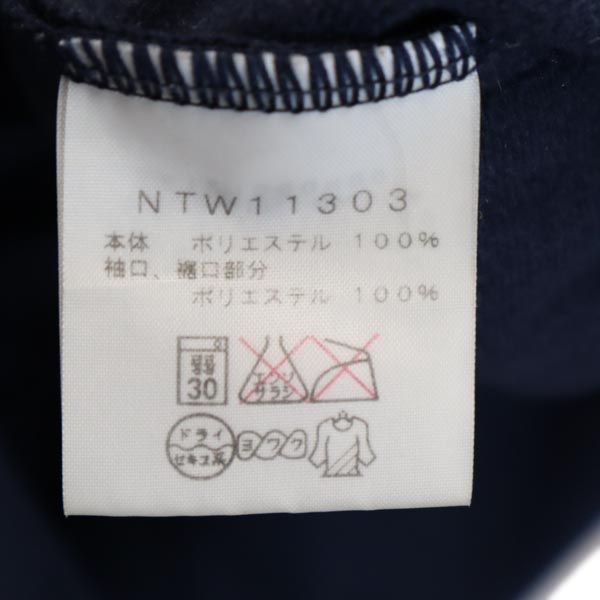 NTW11303
本体 ポリエステル 100%
袖口、裾口部分
ポリエステル 100%
弱
30
エンソ
サラシ
ドライ
セキユ系
ヨワク